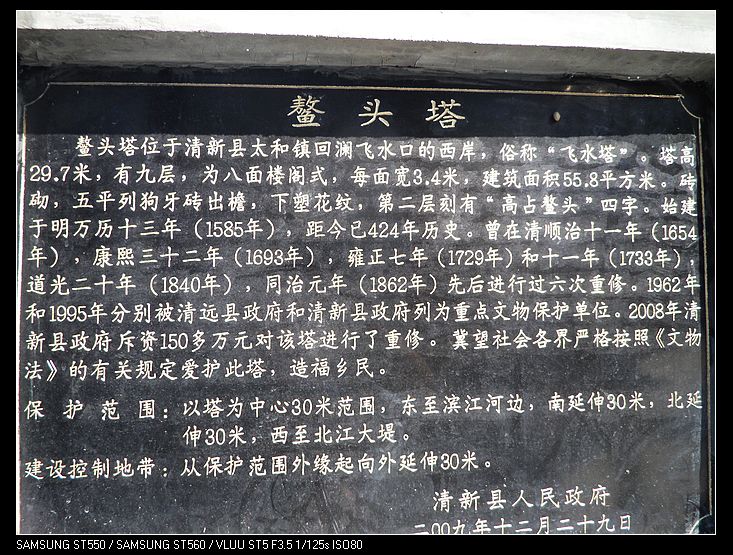 鳌头塔
鳌头塔位于清新县太和镇回澜飞水口的西岸，俗称“飞水塔”。塔高
29.7米，有九层，为八面楼阁式，每面宽3.4米，建筑面积55.8平方米。砖
砌，五平列狗牙砖出檐，下塑花纹，第二层刻有“高占鳌头”四字。始建
于明万历十三年（1585年），距今已424年历史。曾在清顺治十一年（1654
年），康熙三十二年（1693年），雍正七年（1729年）和十一年（1733年），
道光二十年（1840年），同治元年（1862年）先后进行过六次重修。1962年
和1995年分别被清远县政府和清新县政府列为重点文物保护单位。2008年清
新县政府斥资150多万元对该塔进行了重修。冀望社会各界严格按照《文物
法》的有关规定爱护此塔，造福乡民。
保护范围：以塔为中心30米范围，东至滨江河边，南延伸30米，北延
伸30米，西至北江大堤。
建设控制地带：从保护范围外缘起向外延伸30米。
清新县人民政府
二00九年十二月二十九日
SAMSUNG ST550 / SAMSUNG ST560 / VLUU ST5 F3.5 1/125s ISO80